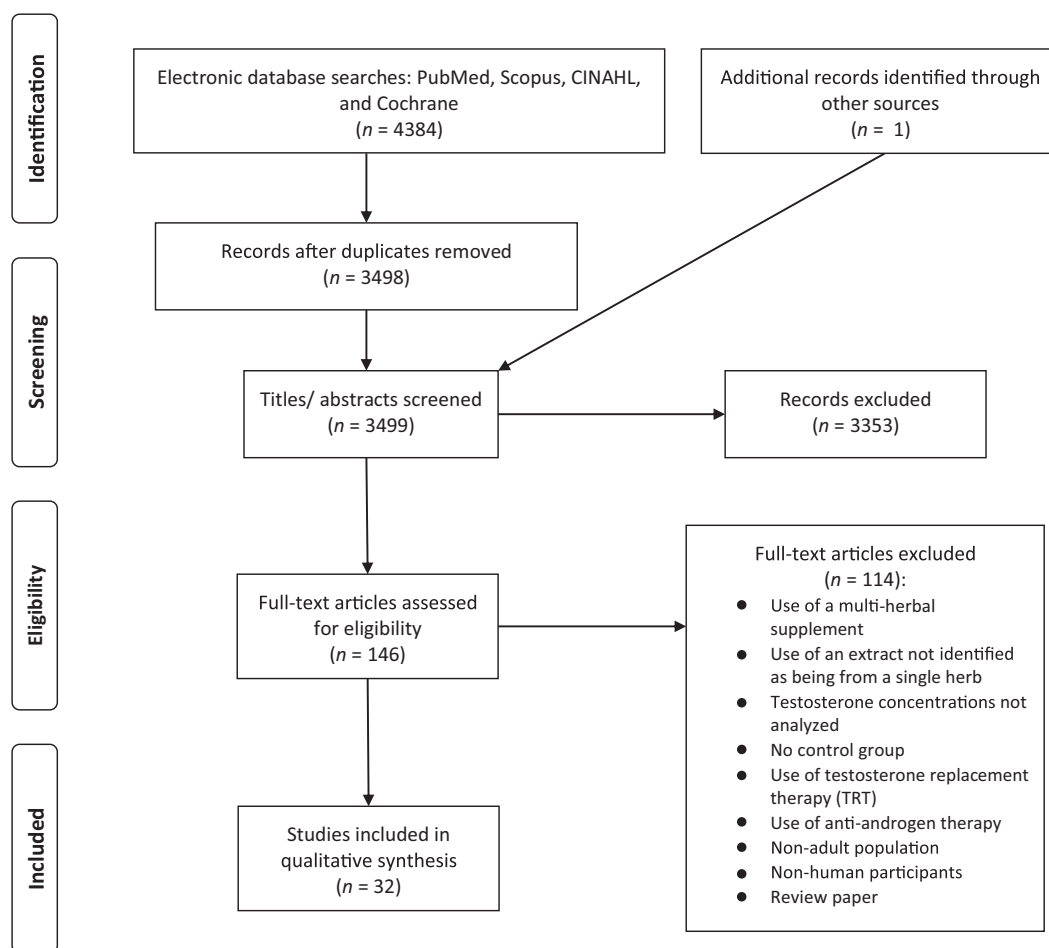 Identification
Electronic database searches: PubMed, Scopus, CINAHL,
and Cochrane
(n = 4384)
Additional records identified through
other sources
(n = 1)
Records after duplicates removed
(n = 3498)
Screening
Titles/ abstracts screened
(n = 3499)
Records excluded
(n = 3353)
Eligibility
Full-text articles assessed
for eligibility
(n = 146)
Full-text articles excluded
(n = 114):
● Use of a multi-herbal
supplement
● Use of an extract not identified
as being from a single herb
● Testosterone concentrations not
analyzed
● No control group
● Use of testosterone replacement
therapy (TRT)
● Use of anti-androgen therapy
● Non-adult population
● Non-human participants
● Review paper
Included
Studies included in
qualitative synthesis
(n = 32)